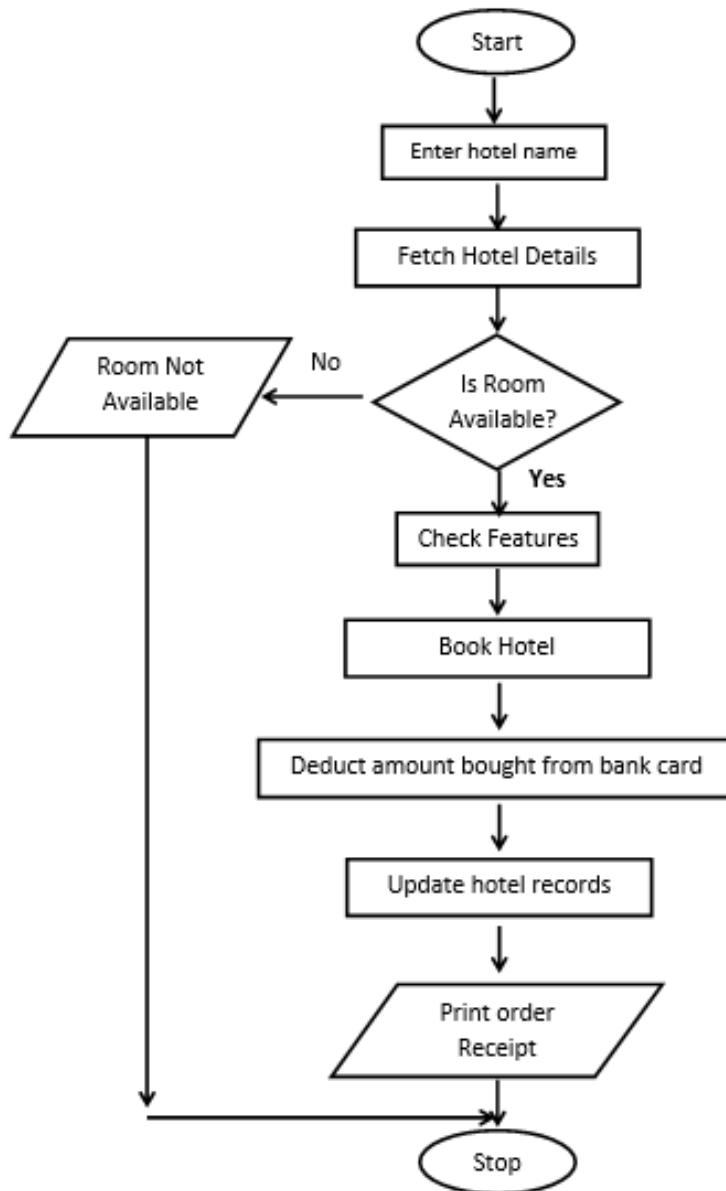 Start
Enter hotel name
Fetch Hotel Details
Room Not
Available
No
Is Room
Available?
Yes
Check Features
Book Hotel
Deduct amount bought from bank card
Update hotel records
Print order
Receipt
Stop